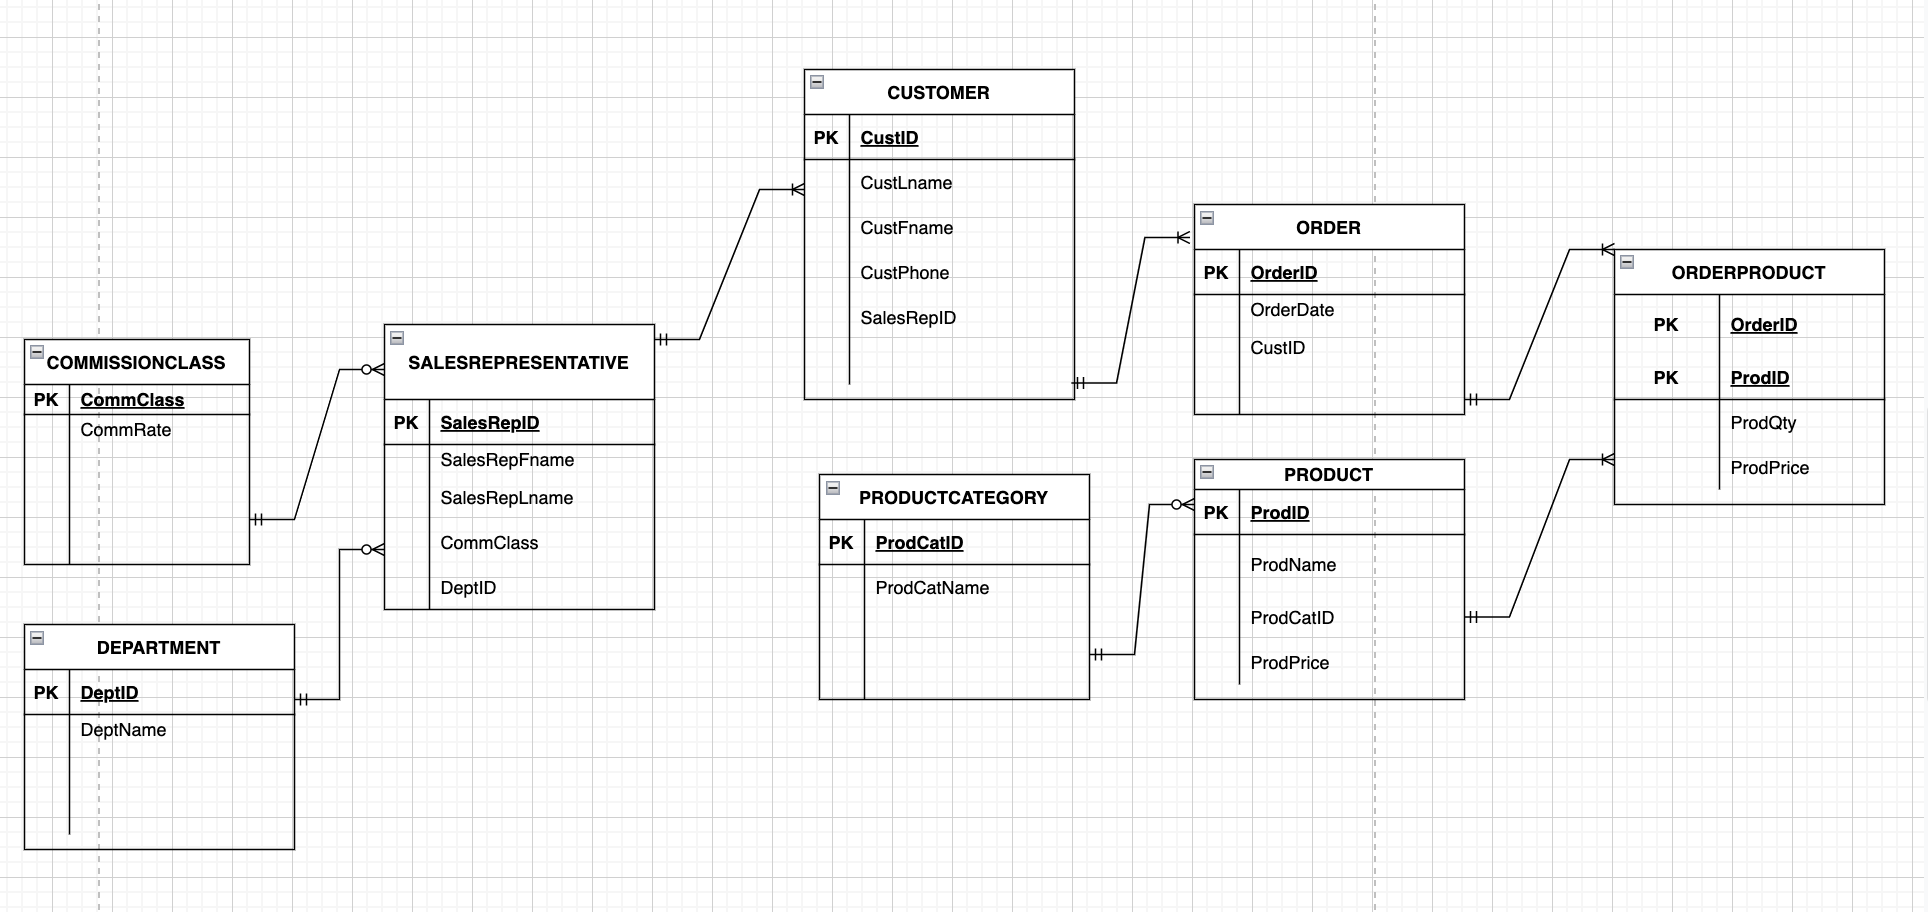 COMMISSIONCLASS
PK CommClass
CommRate
DEPARTMENT
PK DeptID
DeptName
SALESREPRESENTATIVE
PK SalesRepID
SalesRepFname
SalesRepLname
CommClass
DeptID
CUSTOMER
PK CustID
CustLname
CustFname
CustPhone
SalesRepID
PRODUCTCATEGORY
PK ProdCatID
ProdCatName
ORDER
PK OrderID
OrderDate
CustID
PRODUCT
PK ProdID
ProdName
ProdCatID
ProdPrice
ORDERPRODUCT
PK OrderID
PK ProdID
ProdQty
ProdPrice